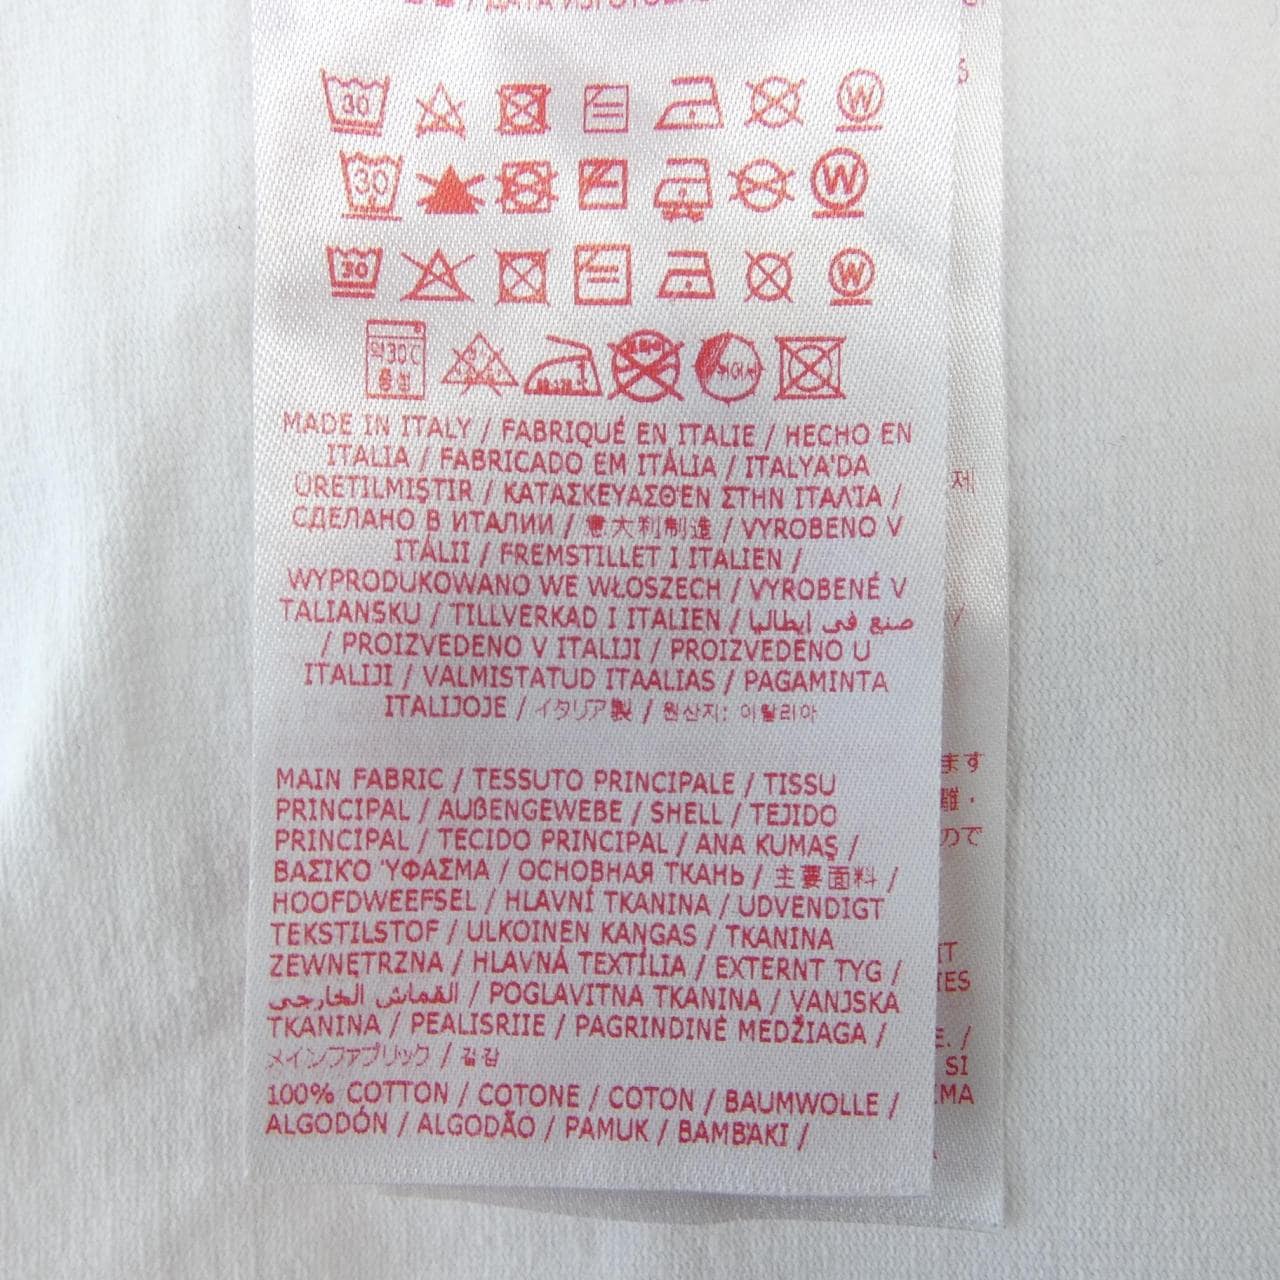 30 W
30 W
30 W
MADE IN ITALY / FABRIQUÉ EN ITALIE / HECHO EN
ITALIA / FABRICADO EM ITÁLIA / ITALYA'DA
ÜRETILMIŞTIR / ΚΑΤΑΣΚΕΥΑΣΘΈΝ ΣΤΗΝ ΙΤΑΛΊΑ /
СДЕЛАНО В ИТАЛИИ / 意大利制造 / VYROBENO V
ITÁLII / FREMSTILLET I ITALIEN /
WYPRODUKOWANO WE WŁOSZECH / VYROBENÉ V
TALIANSKU / TILLVERKAD I ITALIEN / صنع في إيطاليا
/ PROIZVEDENO V ITALIJI / PROIZVEDENO U
ITALIJI / VALMISTATUD ITAALIAS / PAGAMINTA
ITALIJOJE / イタリア製 / 원산지: 이탈리아
MAIN FABRIC / TESSUTO PRINCIPALE / TISSU
PRINCIPAL / AUßENGEWEBE / SHELL / TEJIDO
PRINCIPAL / TECIDO PRINCIPAL / ANA KUMAŞ /
ΒΑΣΙΚΌ ΎΦΑΣΜΑ / ОСНОВНАЯ ТКАНЬ / 主要面料 /
HOOFDWEEFSEL / HLAVNÍ TKANINA / UDVENDIGT
TEKSTILSTOF / ULKOINEN KANGAS / TKANINA
ZEWNĘTRZNA / HLAVNÁ TEXTÍLIA / EXTERNT TYG /
القماش الخارجي / POGLAVITNA TKANINA / VANJSKA
TKANINA / PEALISRIIE / PAGRINDINĖ MEDŽIAGA /
メインファブリック / 겉감
100% COTTON / COTONE / COTON / BAUMWOLLE /
ALGODÓN / ALGODÃO / PAMUK / ΒΑΜΒΆΚΙ /